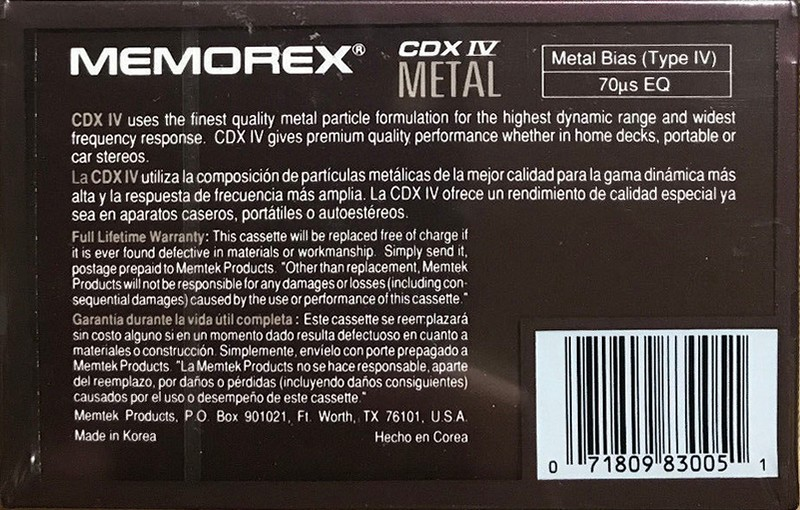 MEMOREX®
CDX IV
METAL
Metal Bias (Type IV)
70µs EQ
CDX IV uses the finest quality metal particle formulation for the highest dynamic range and widest
frequency response. CDX IV gives premium quality performance whether in home decks, portable or
car stereos.
La CDX IV utiliza la composición de partículas metálicas de la mejor calidad para la gama dinámica más
alta y la respuesta de frecuencia más amplia. La CDX IV ofrece un rendimiento de calidad especial ya
sea en aparatos caseros, portátiles o autoestéreos.
Full Lifetime Warranty: This cassette will be replaced free of charge if
it is ever found defective in materials or workmanship. Simply send it,
postage prepaid to Memtek Products. "Other than replacement, Memtek
Products will not be responsible for any damages or losses (including con-
sequential damages) caused by the use or performance of this cassette."
Garantía durante la vida útil completa: Este cassette se reemplazará
sin costo alguno si en un momento dado resulta defectuoso en cuanto a
materiales o construcción. Simplemente, envíelo con porte prepagado a
Memtek Products. "La Memtek Products no se hace responsable, aparte
del reemplazo, por daños o pérdidas (incluyendo daños consiguientes)
causados por el uso o desempeño de este cassette."
Memtek Products, P.O. Box 901021, Ft. Worth, TX 76101, U.S.A.
Made in Korea Hecho en Corea
0 71809 83005 1